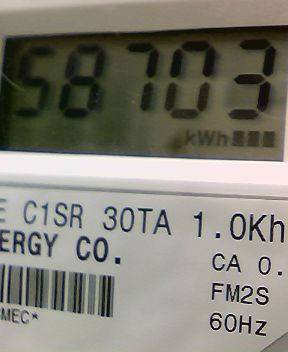 58703
kWh
E C1SR 30TA 1.0Kh
ERGY CO.
CA 0.
FM2S
MEC*
60Hz